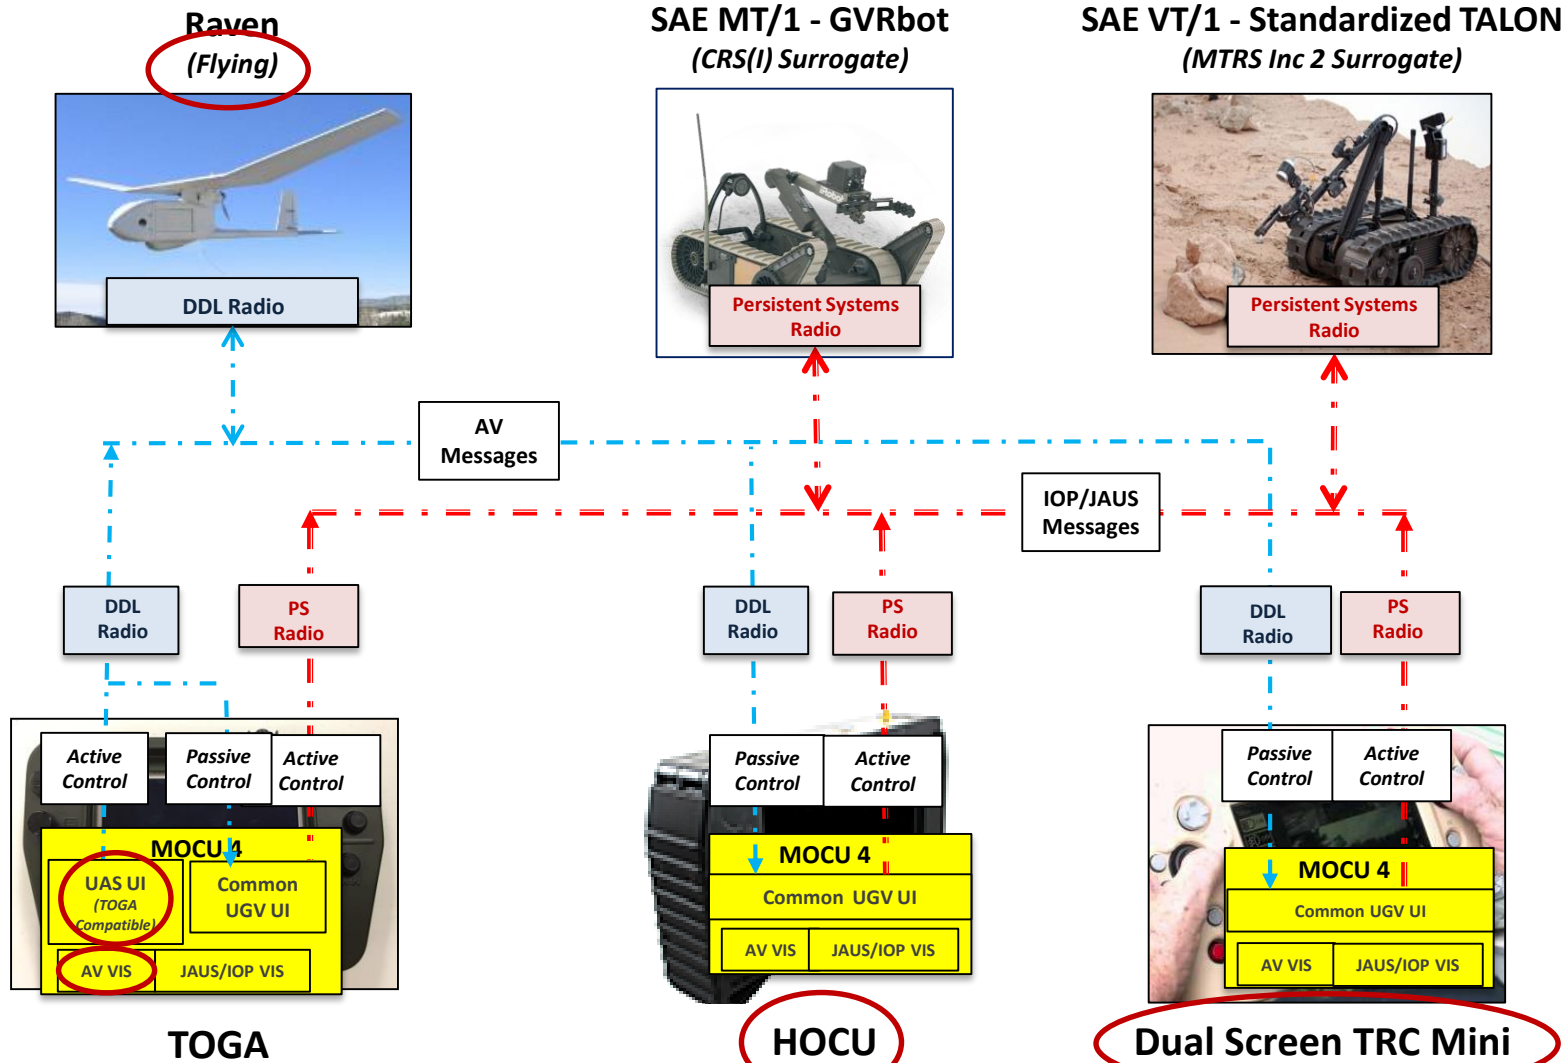 Raven
(Flying)
SAE MT/1 - GVRbot
(CRS(I) Surrogate)
SAE VT/1 - Standardized TALON
(MTRS Inc 2 Surrogate)
iRobot
DDL Radio
Persistent Systems
Radio
Persistent Systems
Radio
AV
Messages
IOP/JAUS
Messages
DDL
Radio
PS
Radio
DDL
Radio
PS
Radio
DDL
Radio
PS
Radio
Active
Control
Passive
Control
Active
Control
Passive
Control
Active
Control
Passive
Control
Active
Control
MOCU 4
UAS UI
(TOGA
Compatible)
Common
UGV UI
AV VIS
JAUS/IOP VIS
MOCU 4
Common UGV UI
AV VIS
JAUS/IOP VIS
MOCU 4
Common UGV UI
AV VIS
JAUS/IOP VIS
TOGA
HOCU
Dual Screen TRC Mini